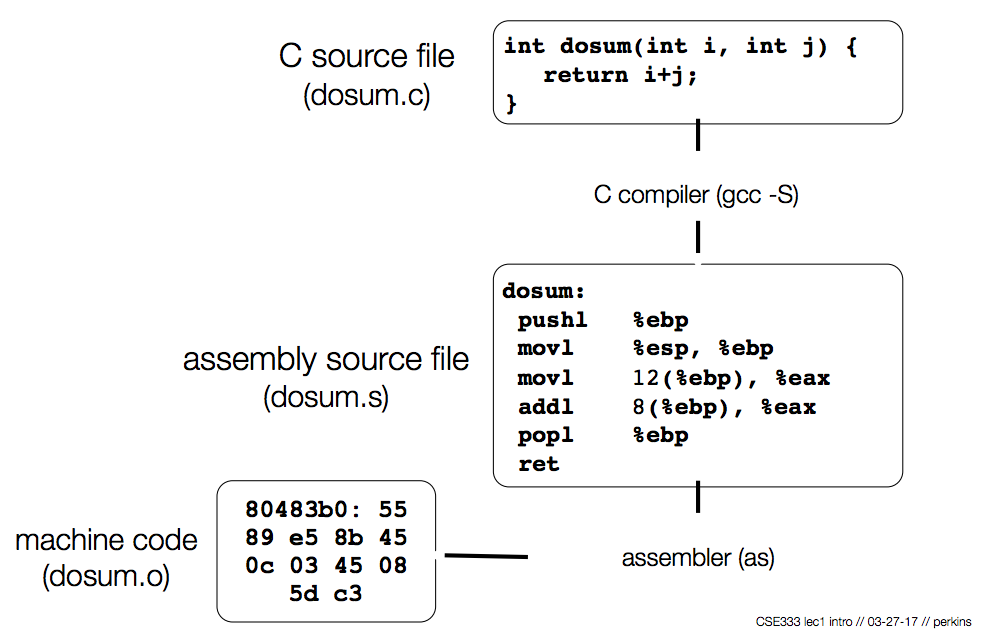 C source file
(dosum.c)
int dosum(int i, int j) {
return i+j;
}
C compiler (gcc -S)
assembly source file
(dosum.s)
dosum:
pushl %ebp
movl %esp, %ebp
movl 12(%ebp), %eax
addl 8(%ebp), %eax
popl %ebp
ret
assembler (as)
machine code
(dosum.o)
80483b0: 55
89 e5 8b 45
0c 03 45 08
5d c3
CSE333 lec1 intro // 03-27-17 // perkins